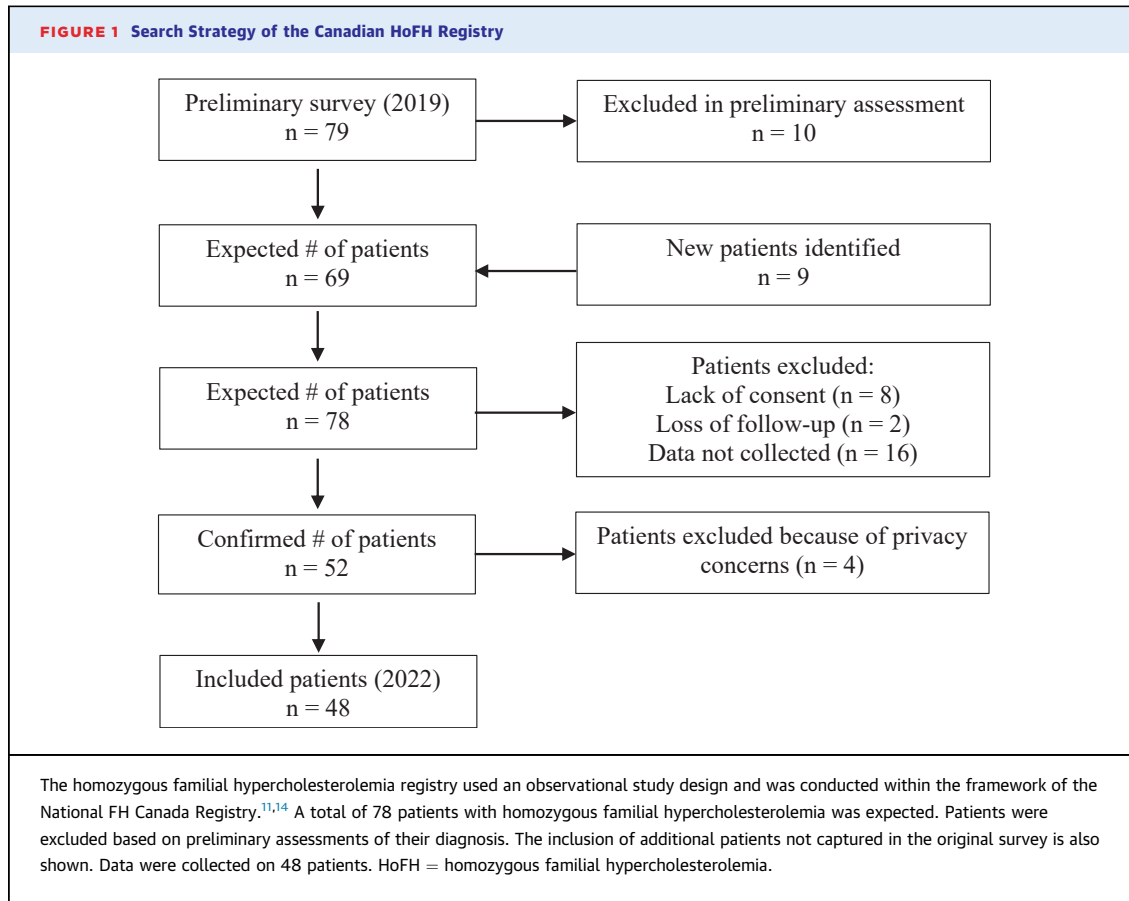 FIGURE 1 Search Strategy of the Canadian HoFH Registry
Preliminary survey (2019)
n = 79
Excluded in preliminary assessment
n = 10
Expected # of patients
n = 69
New patients identified
n = 9
Expected # of patients
n = 78
Patients excluded:
Lack of consent (n = 8)
Loss of follow-up (n = 2)
Data not collected (n = 16)
Confirmed # of patients
n = 52
Patients excluded because of privacy
concerns (n = 4)
Included patients (2022)
n = 48
The homozygous familial hypercholesterolemia registry used an observational study design and was conducted within the framework of the
National FH Canada Registry.11,14 A total of 78 patients with homozygous familial hypercholesterolemia was expected. Patients were
excluded based on preliminary assessments of their diagnosis. The inclusion of additional patients not captured in the original survey is also
shown. Data were collected on 48 patients. HoFH = homozygous familial hypercholesterolemia.